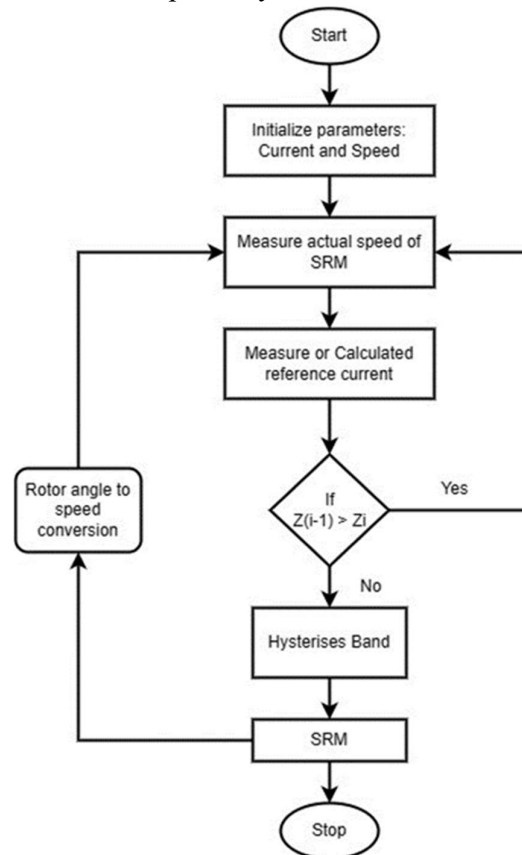 Start
Initialize parameters:
Current and Speed
Measure actual speed of
SRM
Measure or Calculated
reference current
Rotor angle to
speed
conversion
If
Z(i-1) > Zi
Yes
No
Hysterises Band
SRM
Stop